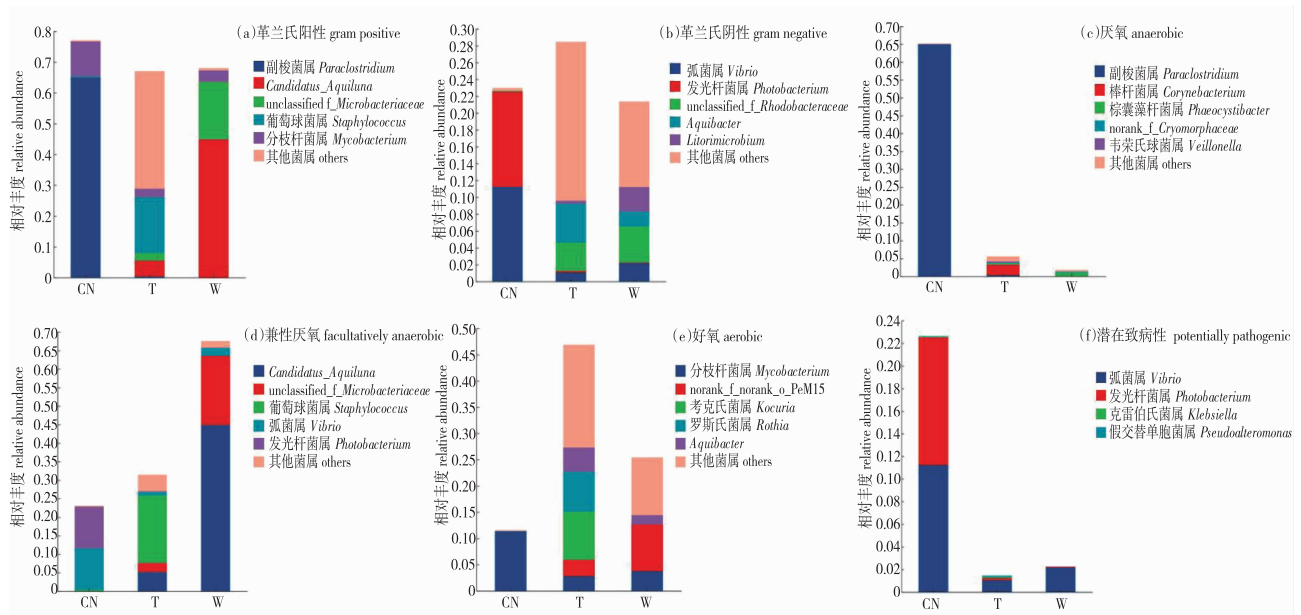 (a)革兰氏阳性 gram positive
副梭菌属 Paraclostridium
Candidatus_Aquiluna
unclassified f_Microbacteriaceae
葡萄球菌属 Staphylococcus
分枝杆菌属 Mycobacterium
其他菌属 others
相对丰度 relative abundance
0.8
0.7
0.6
0.5
0.4
0.3
0.2
0.1
0
CN T W
(b)革兰氏阴性 gram negative
弧菌属 Vibrio
发光杆菌属 Photobacterium
unclassified_f_Rhodobacteraceae
Aquibacter
Litorimicrobium
其他菌属 others
相对丰度 relative abundance
0.30
0.28
0.26
0.24
0.22
0.20
0.18
0.16
0.14
0.12
0.10
0.08
0.06
0.04
0.02
0
CN T W
(c)厌氧 anaerobic
副梭菌属 Paraclostridium
棒杆菌属 Corynebacterium
棕囊藻杆菌属 Phaeocystibacter
norank_f_Cryomorphaceae
韦荣氏球菌属 Veillonella
其他菌属 others
相对丰度 relative abundance
0.70
0.65
0.60
0.55
0.50
0.45
0.40
0.35
0.30
0.25
0.20
0.15
0.10
0.05
0
CN T W
(d)兼性厌氧 facultatively anaerobic
Candidatus_Aquiluna
unclassified_f_Microbacteriaceae
葡萄球菌属 Staphylococcus
弧菌属 Vibrio
发光杆菌属 Photobacterium
其他菌属 others
相对丰度 relative abundance
0.70
0.65
0.60
0.55
0.50
0.45
0.40
0.35
0.30
0.25
0.20
0.15
0.10
0.05
0
CN T W
(e)好氧 aerobic
分枝杆菌属 Mycobacterium
norank_f_norank_o_PeM15
考克氏菌属 Kocuria
罗斯氏菌属 Rothia
Aquibacter
其他菌属 others
相对丰度 relative abundance
0.50
0.45
0.40
0.35
0.30
0.25
0.20
0.15
0.10
0.05
0
CN T W
(f)潜在致病性 potentially pathogenic
弧菌属 Vibrio
发光杆菌属 Photobacterium
克雷伯氏菌属 Klebsiella
假交替单胞菌属 Pseudoalteromonas
相对丰度 relative abundance
0.24
0.22
0.20
0.18
0.16
0.14
0.12
0.10
0.08
0.06
0.04
0.02
0
CN T W